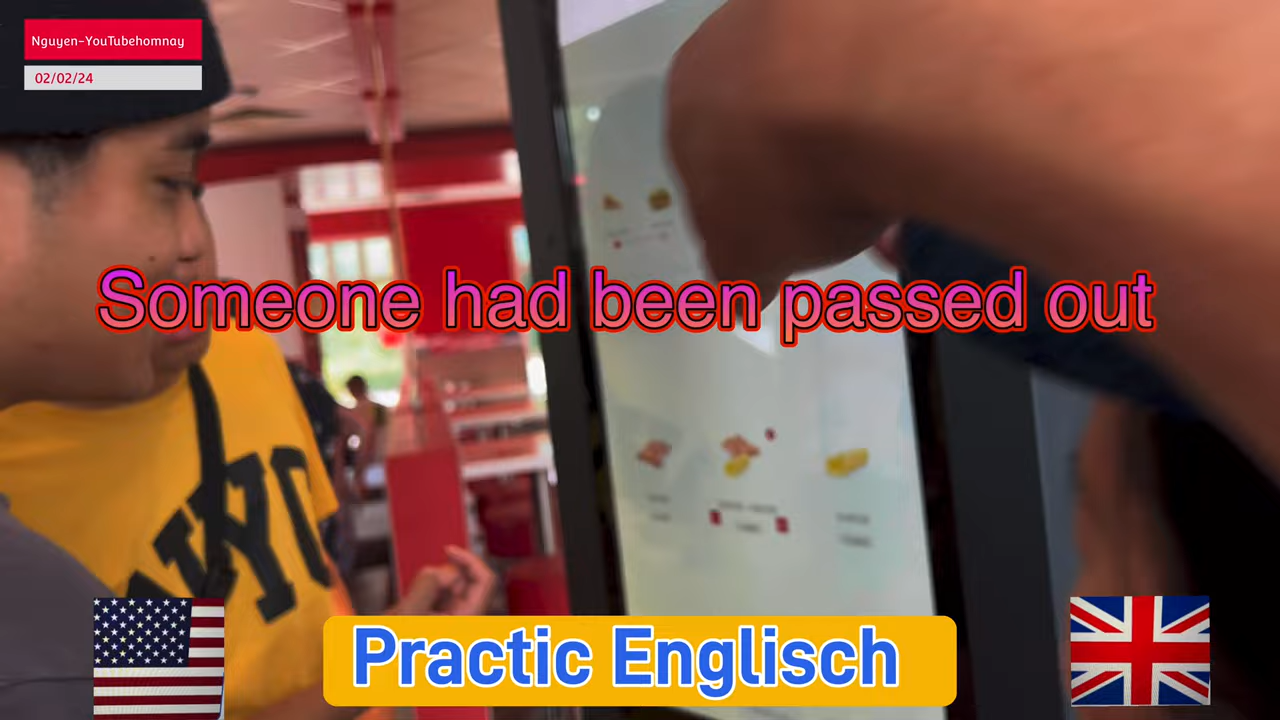 Nguyen-YouTubehomnay
02/02/24
Someone had been passed out
Practic Englisch